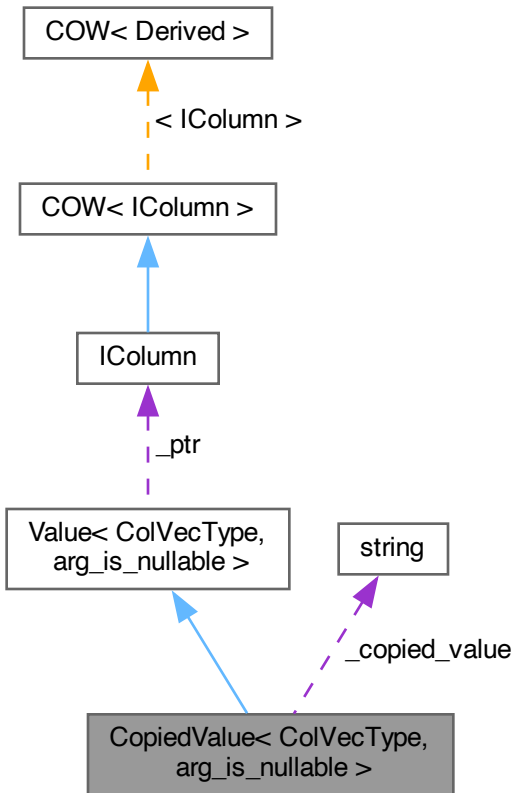 COW< Derived >
< IColumn >
COW< IColumn >
IColumn
_ptr
Value< ColVecType,
arg_is_nullable >
string
_copied_value
CopiedValue< ColVecType,
arg_is_nullable >